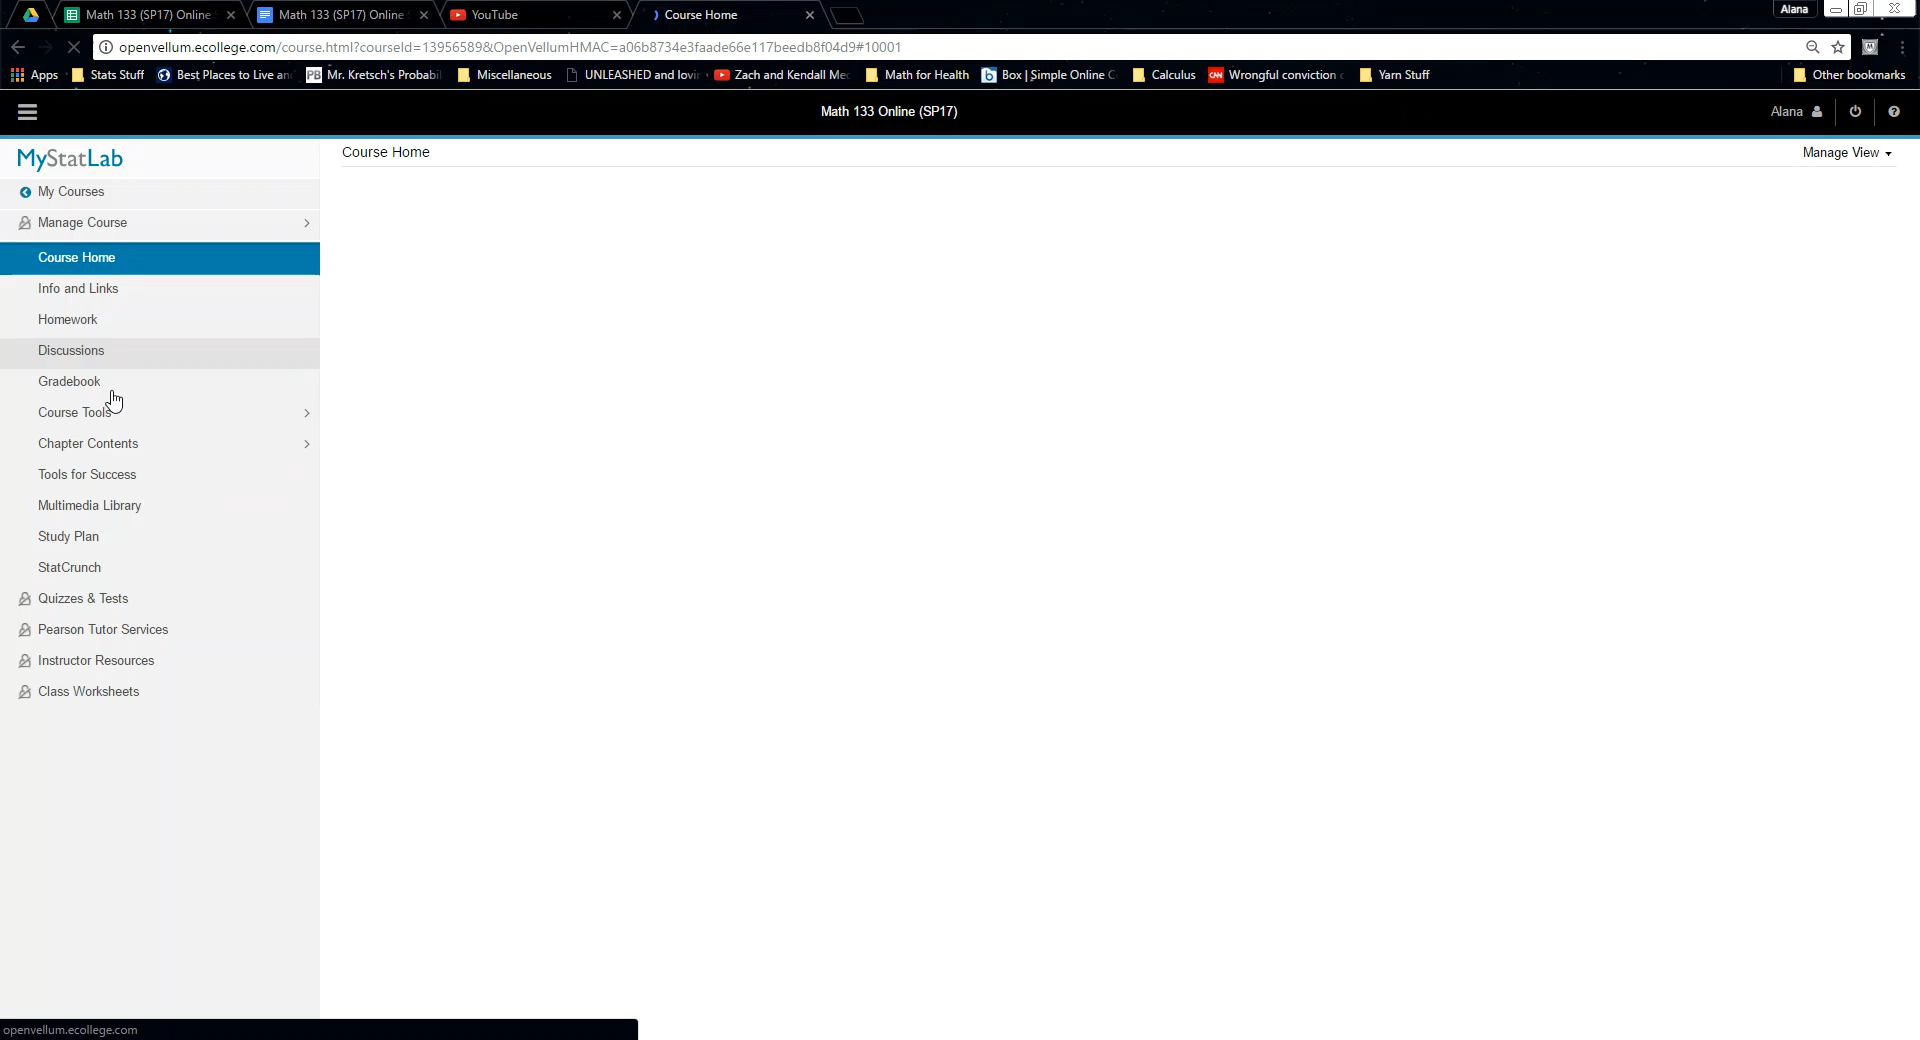 Math 133 (SP17) Online
Math 133 (SP17) Online
YouTube
Course Home
Alana
openvellum.ecollege.com/course.html?courseId=13956589&OpenVellumHMAC=a06b8734e3faade66e117beedb8f04d9#10001
Apps
Stats Stuff
Best Places to Live an
PB Mr. Kretsch's Probabil
Miscellaneous
UNLEASHED and lovin
Zach and Kendall Me
Math for Health
b Box | Simple Online C
Calculus
CNN Wrongful conviction
Yarn Stuff
Other bookmarks
Math 133 Online (SP17)
Alana
MyStatLab
Course Home
Manage View
My Courses
Manage Course
Course Home
Info and Links
Homework
Discussions
Gradebook
Course Tools
Chapter Contents
Tools for Success
Multimedia Library
Study Plan
StatCrunch
Quizzes & Tests
Pearson Tutor Services
Instructor Resources
Class Worksheets
openvellum.ecollege.com